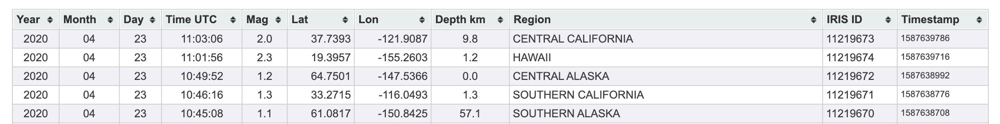 Year Month Day Time UTC Mag Lat Lon Depth km Region IRIS ID Timestamp
2020 04 23 11:03:06 2.0 37.7393 -121.9087 9.8 CENTRAL CALIFORNIA 11219673 1587639786
2020 04 23 11:01:56 2.3 19.3957 -155.2603 1.2 HAWAII 11219674 1587639716
2020 04 23 10:49:52 1.2 64.7501 -147.5366 0.0 CENTRAL ALASKA 11219672 1587638992
2020 04 23 10:46:16 1.3 33.2715 -116.0493 1.3 SOUTHERN CALIFORNIA 11219671 1587638776
2020 04 23 10:45:08 1.1 61.0817 -150.8425 57.1 SOUTHERN ALASKA 11219670 1587638708